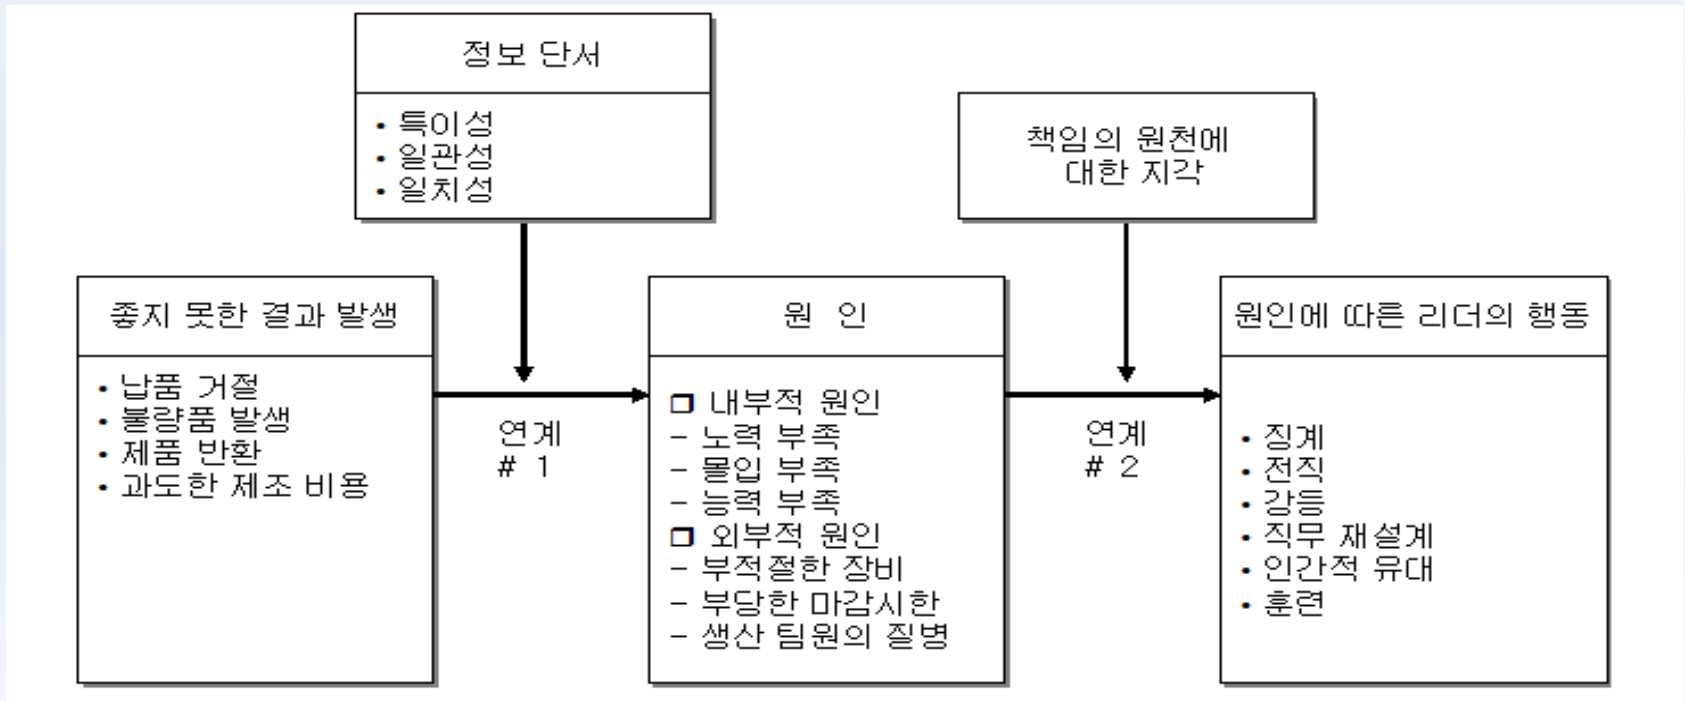 정보 단서
• 특이성
• 일관성
• 일치성
책임의 원천에
대한 지각
좋지 못한 결과 발생
• 납품 거절
• 불량품 발생
• 제품 반환
• 과도한 제조 비용
연계
# 1
원 인
❒ 내부적 원인
– 노력 부족
– 몰입 부족
– 능력 부족
❒ 외부적 원인
– 부적절한 장비
– 부당한 마감시한
– 생산 팀원의 질병
연계
# 2
원인에 따른 리더의 행동
• 징계
• 전직
• 강등
• 직무 재설계
• 인간적 유대
• 훈련